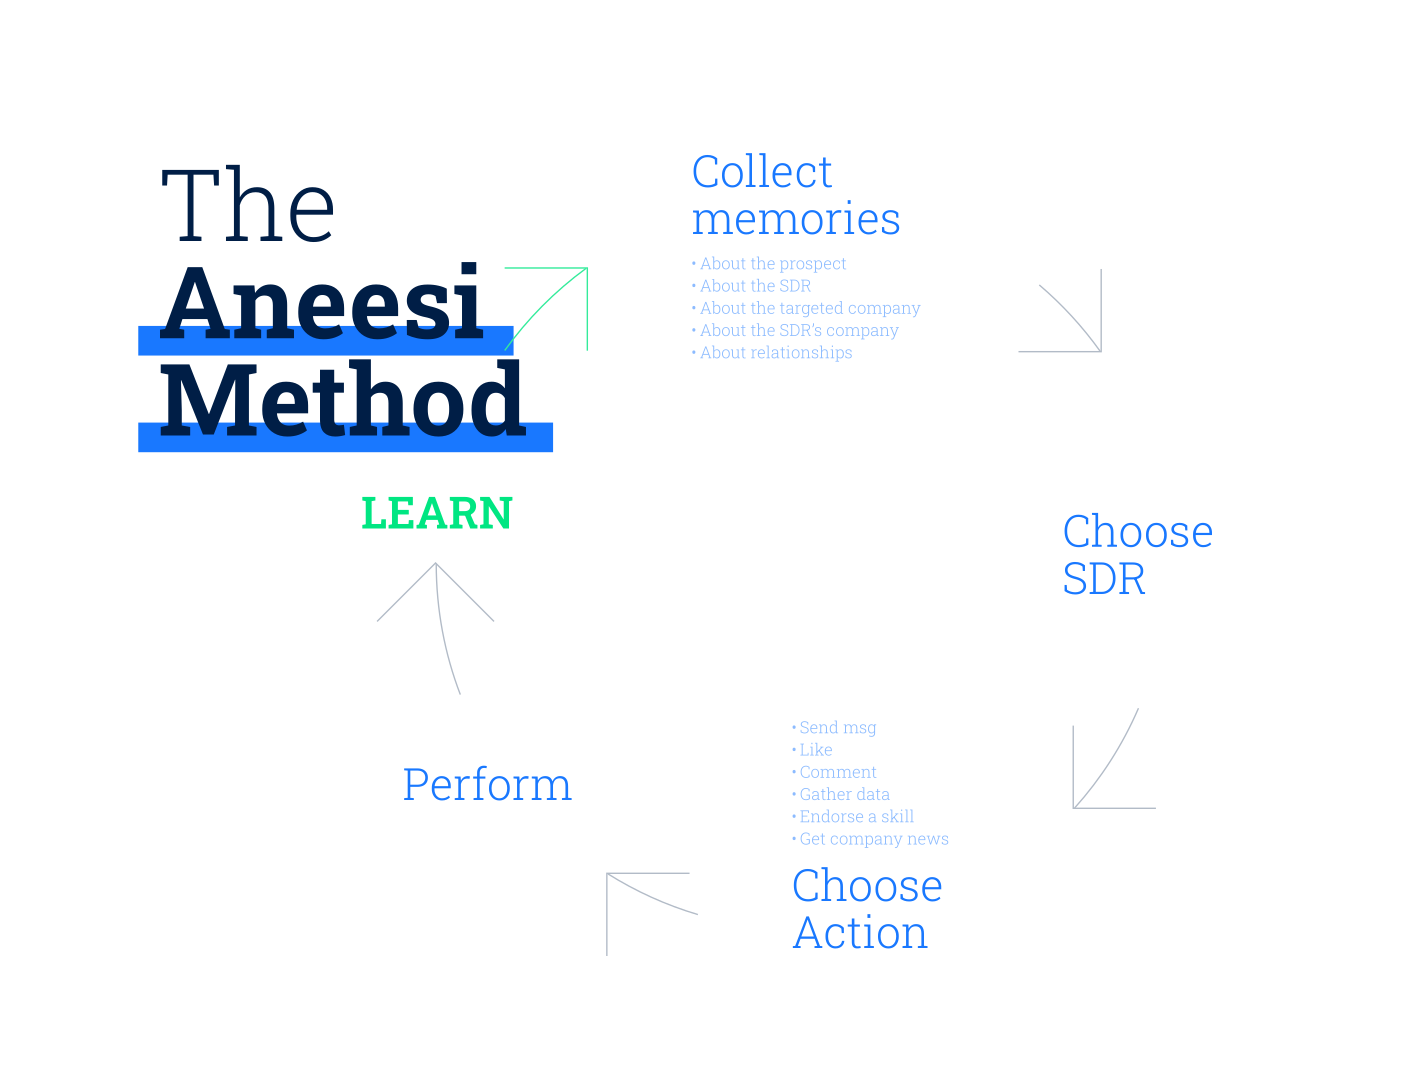 The
Aneesi
Method
Collect
memories
• About the prospect
• About the SDR
• About the targeted company
• About the SDR's company
• About relationships
Choose
SDR
• Send msg
• Like
• Comment
• Gather data
• Endorse a skill
• Get company news
Choose
Action
Perform
LEARN